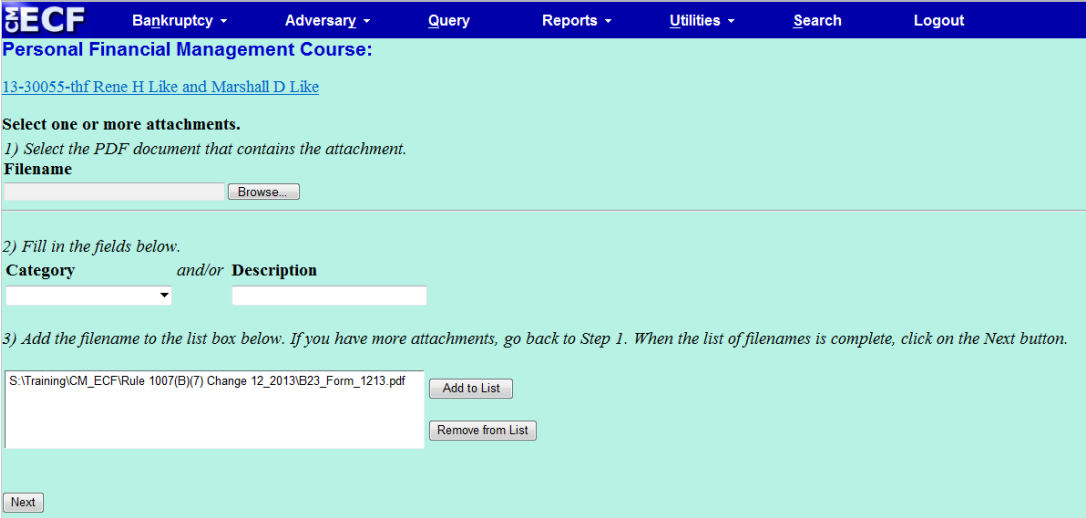 CM ECF Bankruptcy Adversary Query Reports Utilities Search Logout
Personal Financial Management Course:
13-30055-thf Rene H Like and Marshall D Like
Select one or more attachments.
1) Select the PDF document that contains the attachment.
Filename
Browse...
2) Fill in the fields below.
Category and/or Description
3) Add the filename to the list box below. If you have more attachments, go back to Step 1. When the list of filenames is complete, click on the Next button.
S:\Training\CM_ECF\Rule 1007(B)(7) Change 12_2013\B23_Form_1213.pdf
Add to List
Remove from List
Next